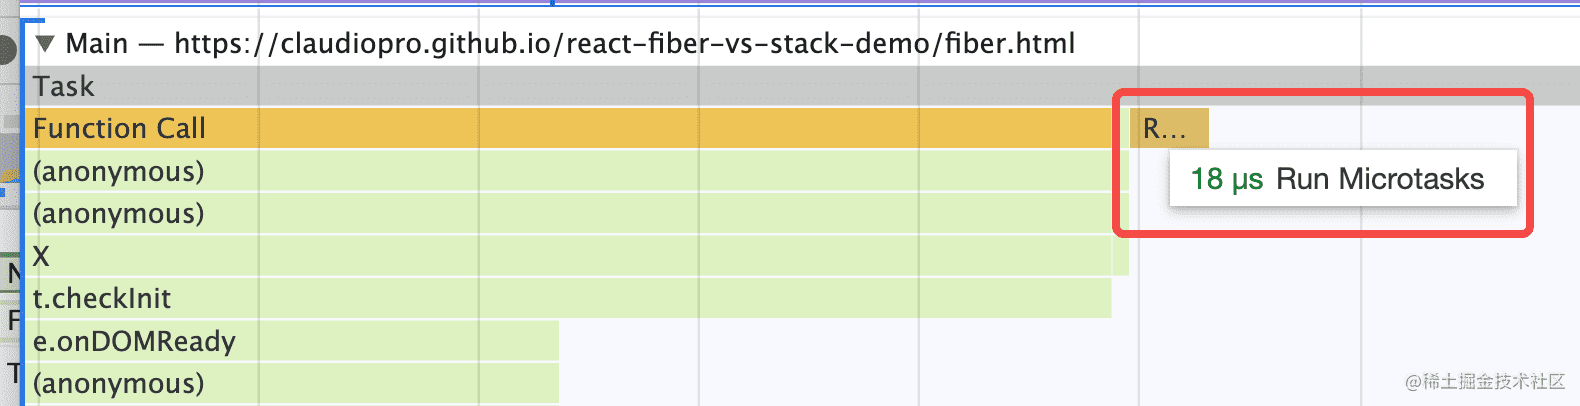 ▼ Main — https://claudiopro.github.io/react-fiber-vs-stack-demo/fiber.html
Task
Function Call
R...
(anonymous)
18 µs Run Microtasks
(anonymous)
X
t.checkInit
N
F
e.onDOMReady
T
(anonymous)
@稀土掘金技术社区